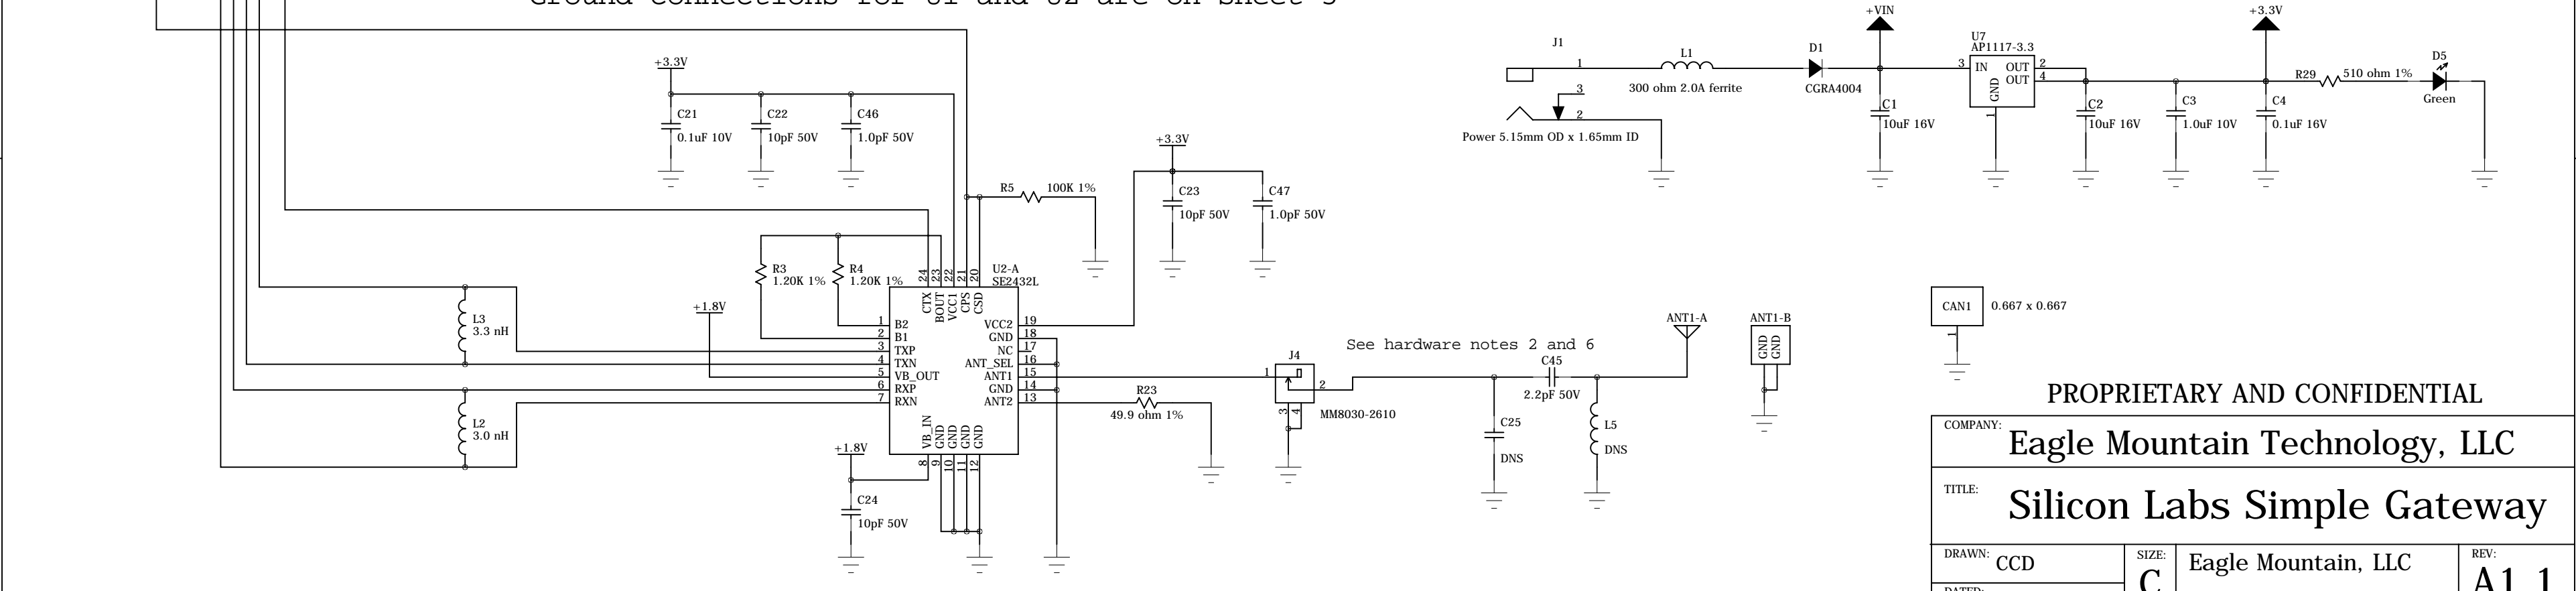 Ground connections for U1 and U2 are on sheet 3
+3.3V
C21
0.1uF 10V
C22
10pF 50V
C46
1.0pF 50V
+3.3V
C23
10pF 50V
C47
1.0pF 50V
R5 100K 1%
R3
1.20K 1%
R4
1.20K 1%
U2-A
SE2432L
24 23 22 21 20
CTX BOUT VCC1 CPS CSD
+1.8V
L3
3.3 nH
L2
3.0 nH
1 B2
2 B1
3 TXP
4 TXN
5 VB_OUT
6 RXP
7 RXN
VCC2 19
GND 18
NC 17
ANT_SEL 16
ANT1 15
GND 14
ANT2 13
VB_IN GND GND GND GND
8 9 10 11 12
+1.8V
C24
10pF 50V
R23
49.9 ohm 1%
J4
1
2
3 4
MM8030-2610
See hardware notes 2 and 6
C45
2.2pF 50V
C25
DNS
L5
DNS
ANT1-A
ANT1-B
GND GND
J1
1
3
2
Power 5.15mm OD x 1.65mm ID
L1
300 ohm 2.0A ferrite
D1
CGRA4004
+VIN
C1
10uF 16V
U7
AP1117-3.3
3 IN OUT 2
OUT 4
GND
1
C2
10uF 16V
C3
1.0uF 10V
+3.3V
C4
0.1uF 16V
R29 510 ohm 1%
D5
Green
CAN1 0.667 x 0.667
1
PROPRIETARY AND CONFIDENTIAL
COMPANY: Eagle Mountain Technology, LLC
TITLE: Silicon Labs Simple Gateway
DRAWN: CCD
SIZE: C
Eagle Mountain, LLC
REV: A1.1
DATED: